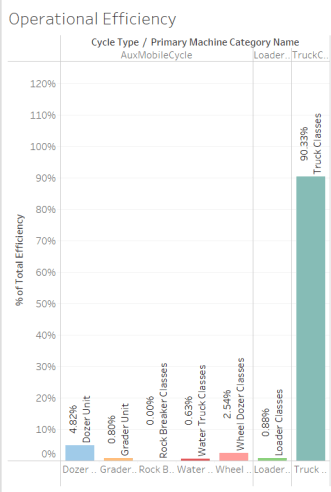 Operational Efficiency
Cycle Type / Primary Machine Category Name
AuxMobileCycle
Loader..
TruckC..
120%
110%
100%
90%
80%
70%
60%
50%
40%
30%
20%
10%
0%
% of Total Efficiency
4.82%
Dozer Unit
0.80%
Grader Unit
0.00%
Rock Breaker Classes
0.63%
Water Truck Classes
2.54%
Wheel Dozer Classes
0.88%
Loader Classes
90.33%
Truck Classes
Dozer ..
Grader..
Rock B..
Water ..
Wheel ..
Loader..
Truck ..